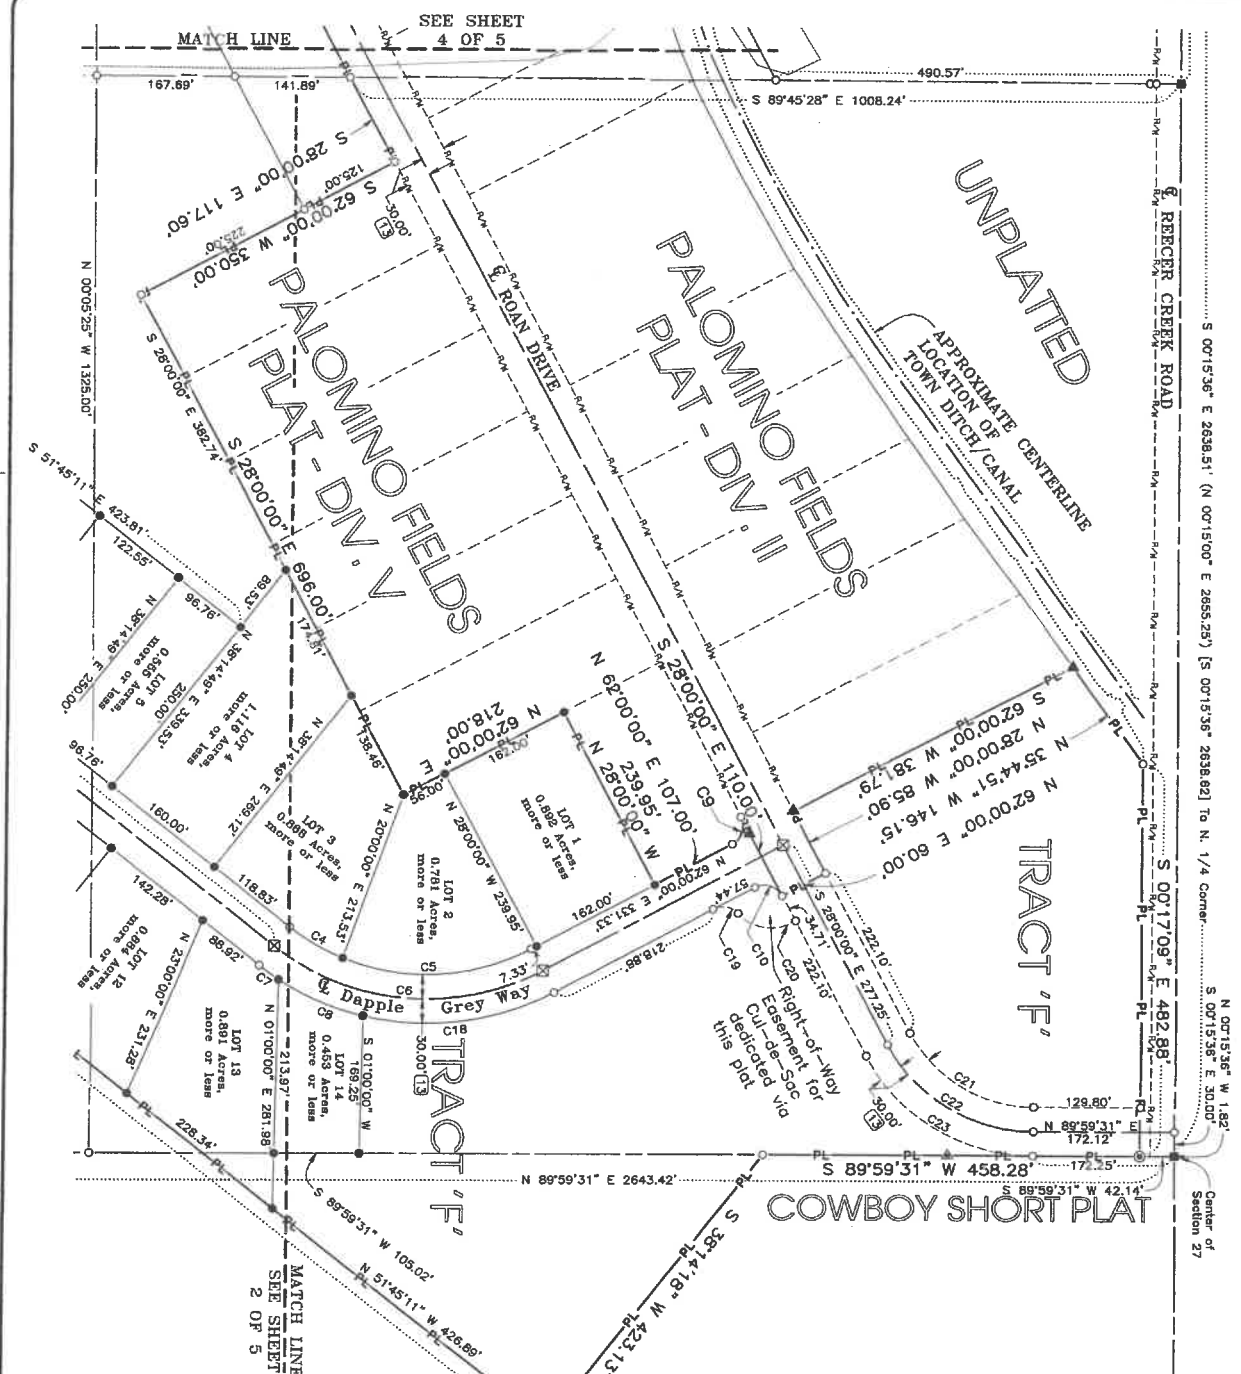 SEE SHEET
4 OF 5
MATCH LINE
167.69'
141.89'
490.57'
S 89°45'28" E 1008.24'
S 28°00'00" E 117.60'
125.00'
S 62°00'00" W 350.00'
225.00'
30.00'
13
UNPLATTED
℄ REECER CREEK ROAD
S 00°15'36" E 2638.51' (N 00°15'00" E 2655.25') [S 00°15'36" 2638.62] To N. 1/4 Corner
APPROXIMATE CENTERLINE
LOCATION OF
TOWN DITCH/CANAL
℄ ROAN DRIVE
PALOMINO FIELDS
PLAT - DIV. II
PALOMINO FIELDS
PLAT - DIV. V
N 00°05'25" W 1325.00'
S 28°00'00" E 382.74'
S 28°00'00" E 696.00'
174.81'
138.46'
S 51°45'11" E 423.81'
122.55'
96.76'
89.53'
N 38°14'49" E 250.00'
LOT 5
0.555 Acres,
more or less
N 38°14'49" E 339.53'
250.00'
LOT 4
1.116 Acres,
more or less
N 38°14'49" E 269.12'
LOT 3
0.868 Acres,
more or less
96.76'
160.00'
118.83'
N 20°00'00" E 213.53'
LOT 2
0.781 Acres,
more or less
56.00'
N 62°00'00" E
218.00'
162.00'
N 28°00'00" W 239.95'
LOT 1
0.892 Acres,
more or less
N 28°00'00" W
239.95'
N 62°00'00" E 107.00'
S 28°00'00" E 110.00'
C9
162.00'
N 62°00'00" E 331.33'
57.44'
218.88'
7.33'
S 62°00'00" W 381.79'
N 28°00'00" W 85.90'
N 35°44'51" W 146.15'
N 62°00'00" E 60.00'
TRACT 'F'
S 00°17'09" E 482.88'
N 00°15'36" W 1.82'
S 00°15'36" E 30.00'
34.71'
S 28°00'00" E 277.25'
222.10'
222.10'
C10
C19
C20
Right-of-Way
Easement for
Cul-de-Sac
dedicated via
this plat
C21
C22
C23
30.00'
13
129.80'
N 89°59'31" E
172.12'
172.25'
S 89°59'31" W 458.28'
S 89°59'31" W 42.14'
Center of
Section 27
COWBOY SHORT PLAT
C4
C5
C6
C7
C8
C18
℄ Dapple Grey Way
142.28'
88.92'
LOT 12
0.884 Acres,
more or less
N 23°00'00" E 231.28'
LOT 13
0.891 Acres,
more or less
N 01°00'00" E 281.98'
213.97'
LOT 14
0.453 Acres,
more or less
S 01°00'00" W
169.25'
30.00'
13
TRACT 'F'
228.34'
N 89°59'31" E 2643.42'
S 89°59'31" W 105.02'
N 51°45'11" W 426.89'
S 38°14'18" W 423.13'
MATCH LINE
SEE SHEET
2 OF 5